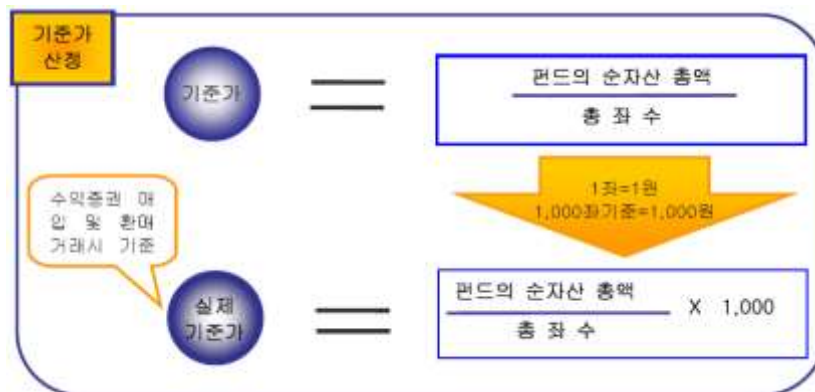 기준가
산정
기준가
펀드의 순자산 총액
총 좌 수
1좌=1원
1,000좌기준=1,000원
수익증권 매
입 및 환매
거래시 기준
실제
기준가
펀드의 순자산 총액
총 좌 수
X 1,000